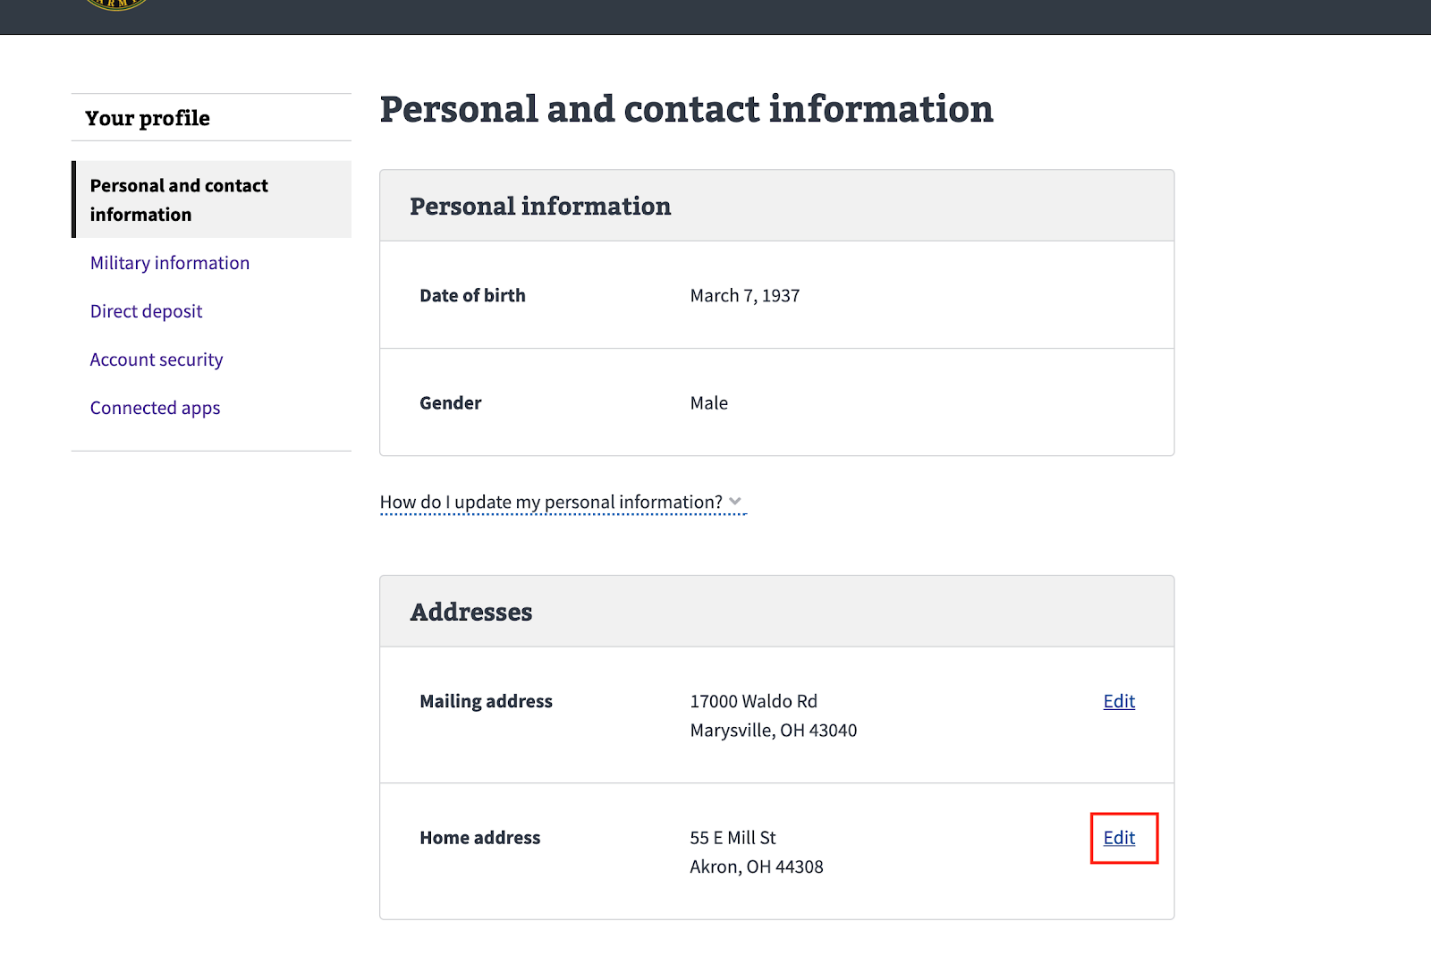 ARMY
Your profile
Personal and contact
information
Military information
Direct deposit
Account security
Connected apps
Personal and contact information
Personal information
Date of birth March 7, 1937
Gender Male
How do I update my personal information?
Addresses
Mailing address 17000 Waldo Rd Edit
Marysville, OH 43040
Home address 55 E Mill St Edit
Akron, OH 44308